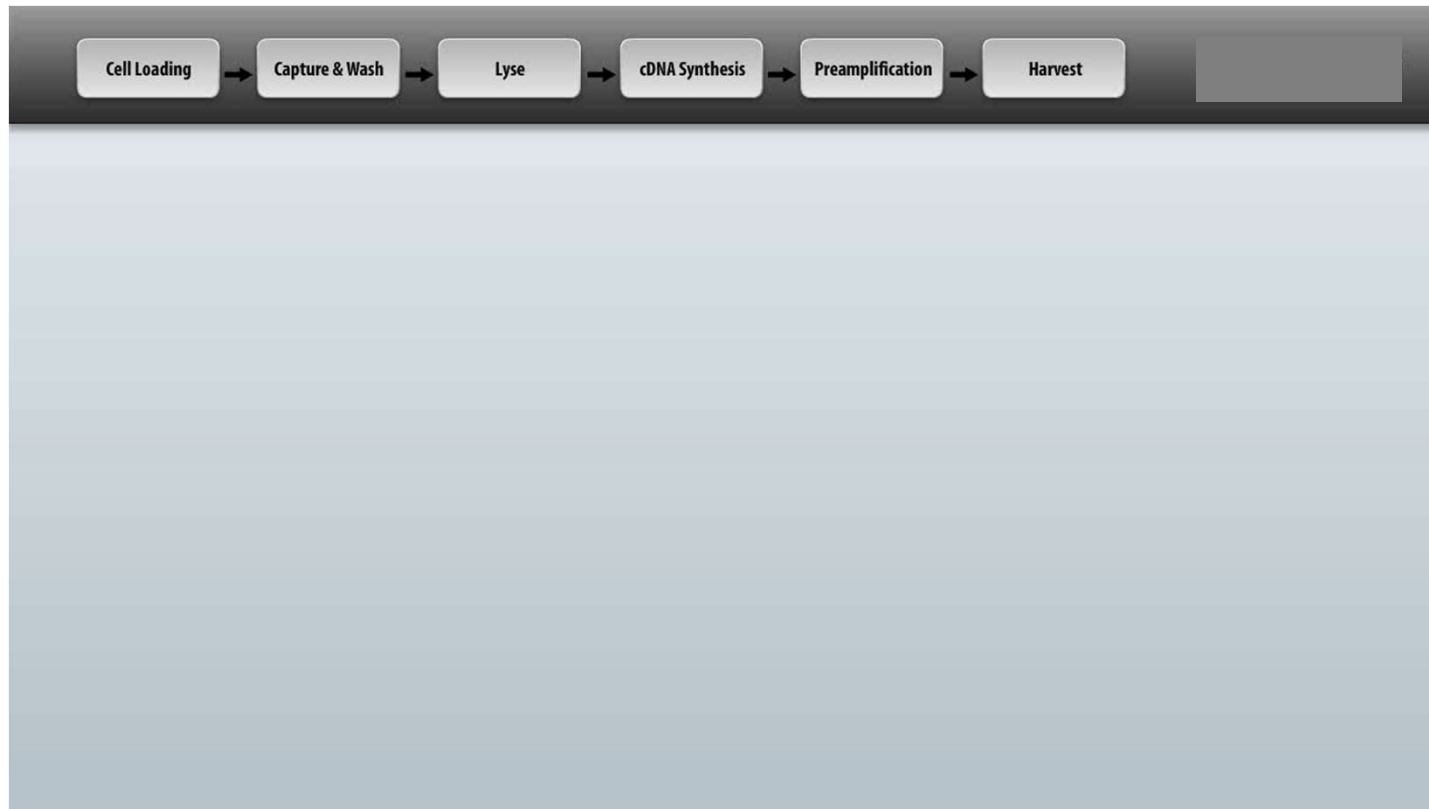 Cell Loading
Capture & Wash
Lyse
cDNA Synthesis
Preamplification
Harvest